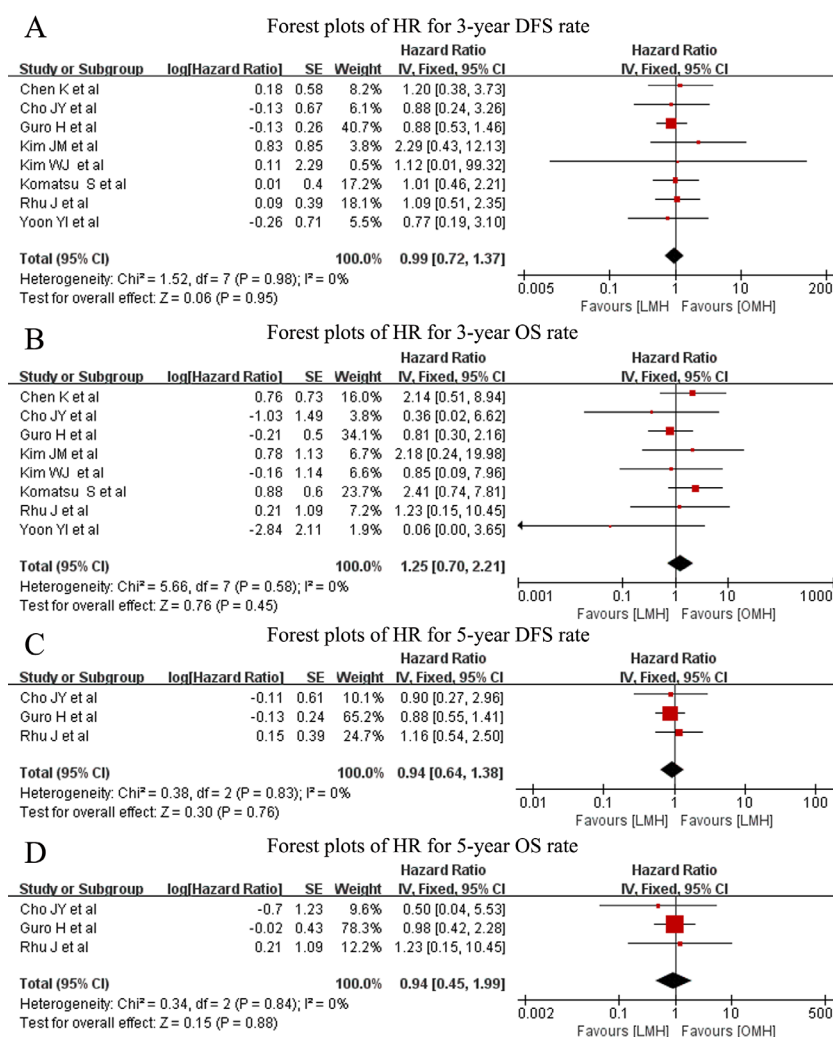 A Forest plots of HR for 3-year DFS rate
Hazard Ratio Hazard Ratio
Study or Subgroup log[Hazard Ratio] SE Weight IV, Fixed, 95% CI IV, Fixed, 95% CI
Chen K et al 0.18 0.58 8.2% 1.20 [0.38, 3.73]
Cho JY et al -0.13 0.67 6.1% 0.88 [0.24, 3.26]
Guro H et al -0.13 0.26 40.7% 0.88 [0.53, 1.46]
Kim JM et al 0.83 0.85 3.8% 2.29 [0.43, 12.13]
Kim WJ et al 0.11 2.29 0.5% 1.12 [0.01, 99.32]
Komatsu S et al 0.01 0.4 17.2% 1.01 [0.46, 2.21]
Rhu J et al 0.09 0.39 18.1% 1.09 [0.51, 2.35]
Yoon YI et al -0.26 0.71 5.5% 0.77 [0.19, 3.10]
Total (95% CI) 100.0% 0.99 [0.72, 1.37]
Heterogeneity: Chi² = 1.52, df = 7 (P = 0.98); I² = 0%
Test for overall effect: Z = 0.06 (P = 0.95)
0.005 0.1 1 10 200
Favours [LMH Favours [OMH]
B Forest plots of HR for 3-year OS rate
Hazard Ratio Hazard Ratio
Study or Subgroup log[Hazard Ratio] SE Weight IV, Fixed, 95% CI IV, Fixed, 95% CI
Chen K et al 0.76 0.73 16.0% 2.14 [0.51, 8.94]
Cho JY et al -1.03 1.49 3.8% 0.36 [0.02, 6.62]
Guro H et al -0.21 0.5 34.1% 0.81 [0.30, 2.16]
Kim JM et al 0.78 1.13 6.7% 2.18 [0.24, 19.98]
Kim WJ et al -0.16 1.14 6.6% 0.85 [0.09, 7.96]
Komatsu S et al 0.88 0.6 23.7% 2.41 [0.74, 7.81]
Rhu J et al 0.21 1.09 7.2% 1.23 [0.15, 10.45]
Yoon YI et al -2.84 2.11 1.9% 0.06 [0.00, 3.65]
Total (95% CI) 100.0% 1.25 [0.70, 2.21]
Heterogeneity: Chi² = 5.66, df = 7 (P = 0.58); I² = 0%
Test for overall effect: Z = 0.76 (P = 0.45)
0.001 0.1 1 10 1000
Favours [LMH] Favours [OMH]
C Forest plots of HR for 5-year DFS rate
Hazard Ratio Hazard Ratio
Study or Subgroup log[Hazard Ratio] SE Weight IV, Fixed, 95% CI IV, Fixed, 95% CI
Cho JY et al -0.11 0.61 10.1% 0.90 [0.27, 2.96]
Guro H et al -0.13 0.24 65.2% 0.88 [0.55, 1.41]
Rhu J et al 0.15 0.39 24.7% 1.16 [0.54, 2.50]
Total (95% CI) 100.0% 0.94 [0.64, 1.38]
Heterogeneity: Chi² = 0.38, df = 2 (P = 0.83); I² = 0%
Test for overall effect: Z = 0.30 (P = 0.76)
0.01 0.1 1 10 100
Favours [LMH] Favours [LMH]
D Forest plots of HR for 5-year OS rate
Hazard Ratio Hazard Ratio
Study or Subgroup log[Hazard Ratio] SE Weight IV, Fixed, 95% CI IV, Fixed, 95% CI
Cho JY et al -0.7 1.23 9.6% 0.50 [0.04, 5.53]
Guro H et al -0.02 0.43 78.3% 0.98 [0.42, 2.28]
Rhu J et al 0.21 1.09 12.2% 1.23 [0.15, 10.45]
Total (95% CI) 100.0% 0.94 [0.45, 1.99]
Heterogeneity: Chi² = 0.34, df = 2 (P = 0.84); I² = 0%
Test for overall effect: Z = 0.15 (P = 0.88)
0.002 0.1 1 10 500
Favours [LMH] Favours [OMH]